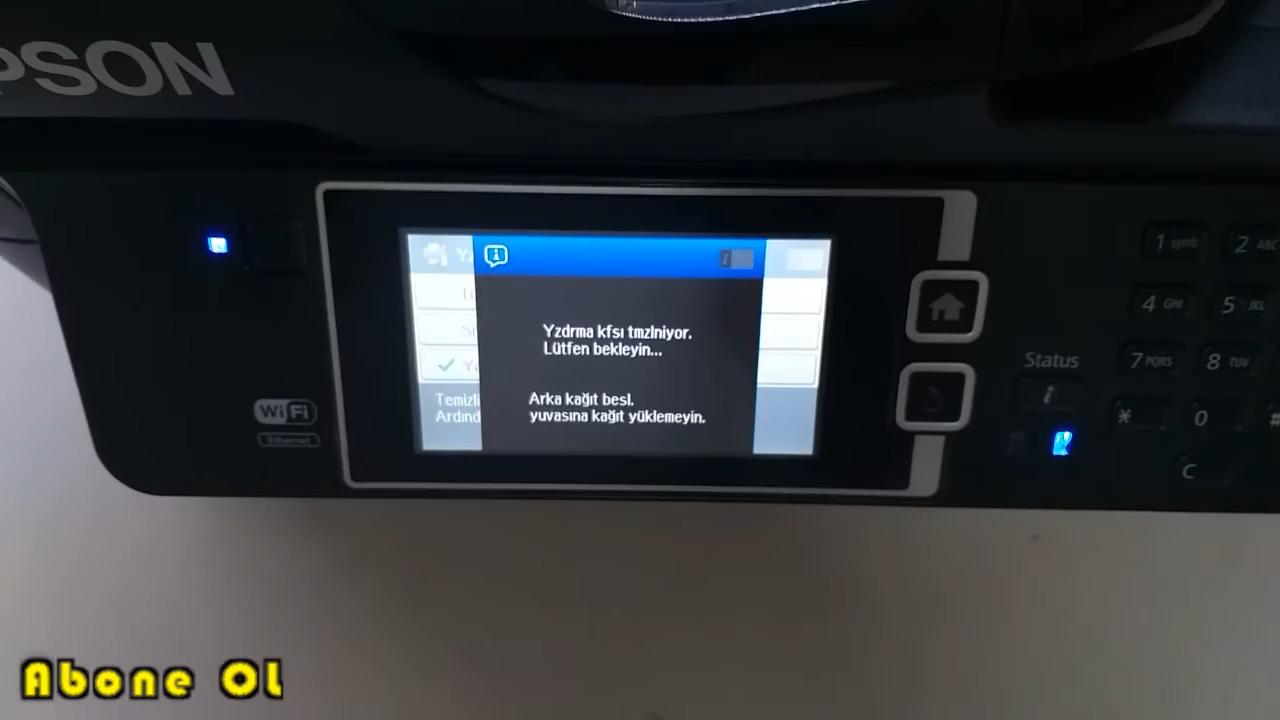 PSON
Yzdrma kfsı tmzlniyor.
Lütfen bekleyin...
Arka kağıt besl.
yuvasına kağıt yüklemeyin.
Temizli
Ardınd
WiFi
Ethernet
Status
i
1 symb
2 ABC
4 GHI
5 JKL
7 PQRS
8 TUV
* 0 #
C
Abone OL